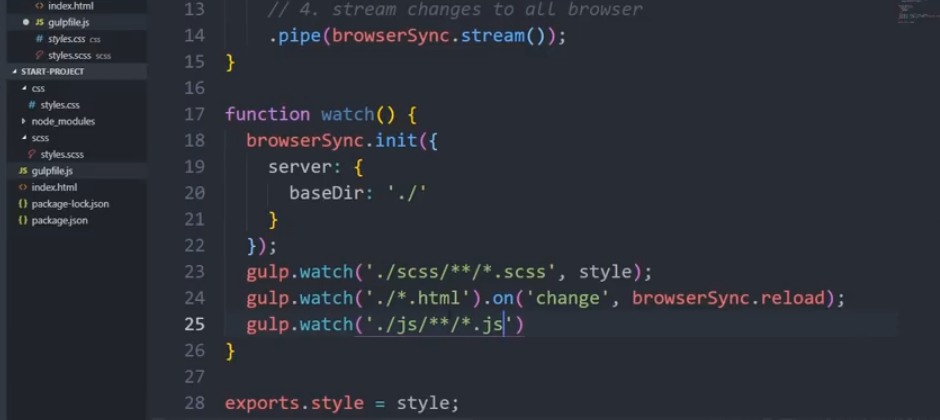 index.html
JS gulpfile.js
# styles.css css
styles.scss scss
START-PROJECT
css
# styles.css
node_modules
scss
styles.scss
JS gulpfile.js
<> index.html
{} package-lock.json
{} package.json
13 // 4. stream changes to all browser
14 .pipe(browserSync.stream());
15 }
16
17 function watch() {
18 browserSync.init({
19 server: {
20 baseDir: './'
21 }
22 });
23 gulp.watch('./scss/**/*.scss', style);
24 gulp.watch('./*.html').on('change', browserSync.reload);
25 gulp.watch('./js/**/*.js')
26 }
27
28 exports.style = style;